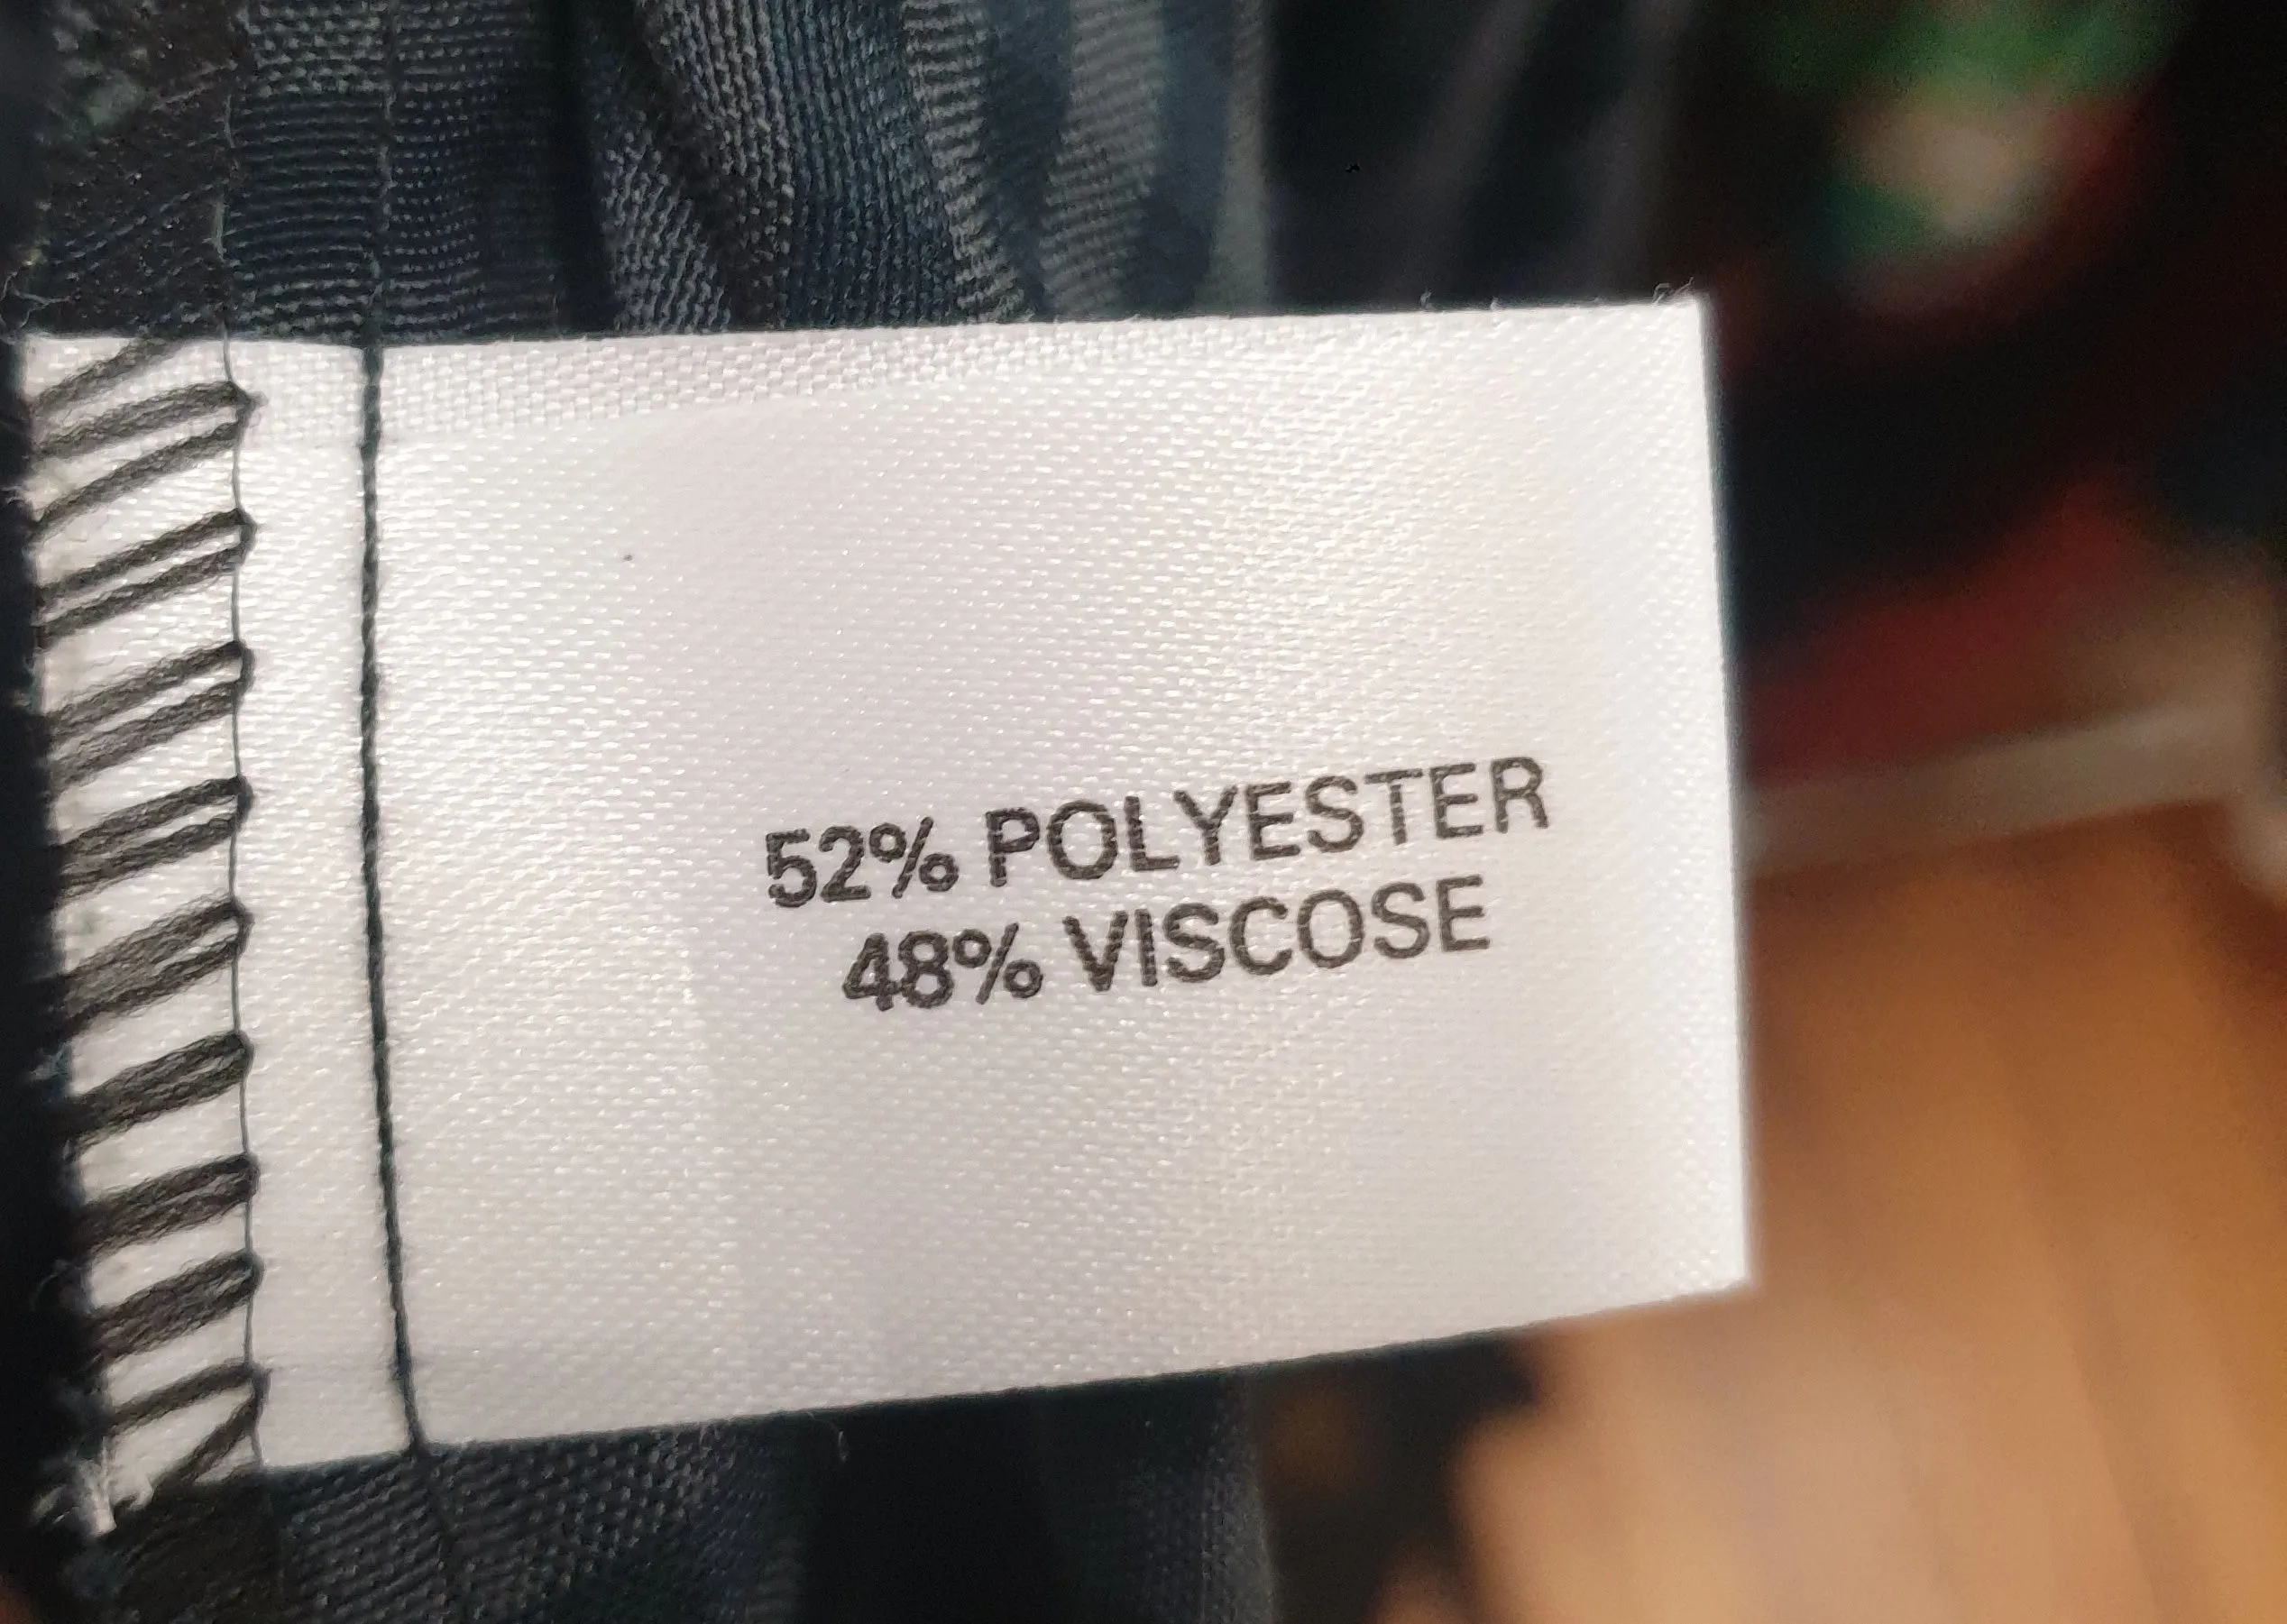 52% POLYESTER
48% VISCOSE